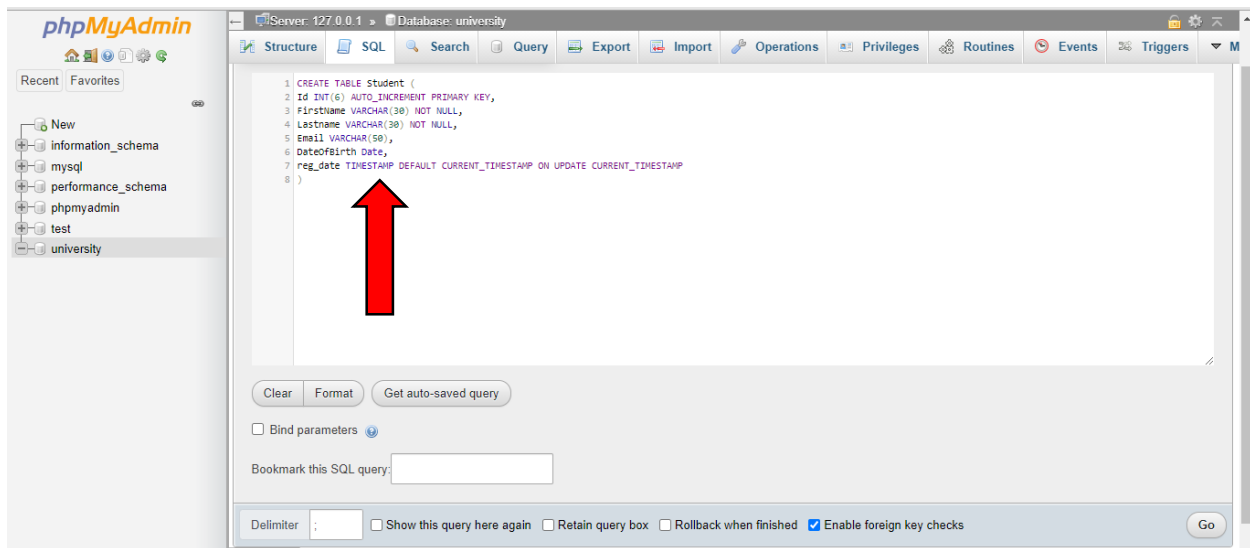 phpMyAdmin
Recent Favorites
New
information_schema
mysql
performance_schema
phpmyadmin
test
university
Server: 127.0.0.1 » Database: university
Structure SQL Search Query Export Import Operations Privileges Routines Events Triggers M
1 CREATE TABLE Student (
2 Id INT(6) AUTO_INCREMENT PRIMARY KEY,
3 FirstName VARCHAR(30) NOT NULL,
4 Lastname VARCHAR(30) NOT NULL,
5 Email VARCHAR(50),
6 DateOfBirth Date,
7 reg_date TIMESTAMP DEFAULT CURRENT_TIMESTAMP ON UPDATE CURRENT_TIMESTAMP
8 )
Clear Format Get auto-saved query
Bind parameters
Bookmark this SQL query:
Delimiter ; Show this query here again Retain query box Rollback when finished Enable foreign key checks Go